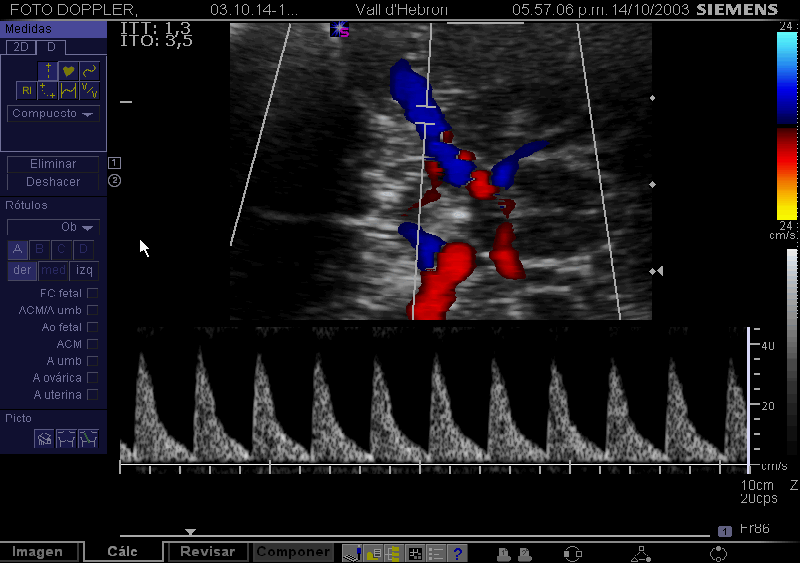 FOTO DOPPLER, 03.10.14-1... Vall d'Hebron 05.57.06 p.m. 14/10/2003 SIEMENS
Medidas
2D D
ITT: 1,3
ITO: 3,5
RI
Compuesto
Eliminar 1
Deshacer 2
Rótulos
Ob
A B C D
der med izq
FC fetal
ACM/A umb
Ao fetal
ACM
A umb
A ovárica
A uterina
Picto
S
24
24
cm/s
40
20
cm/s
10cm Z
20cps
1 Fr86
Imagen Cálc Revisar Componer ?
1 2